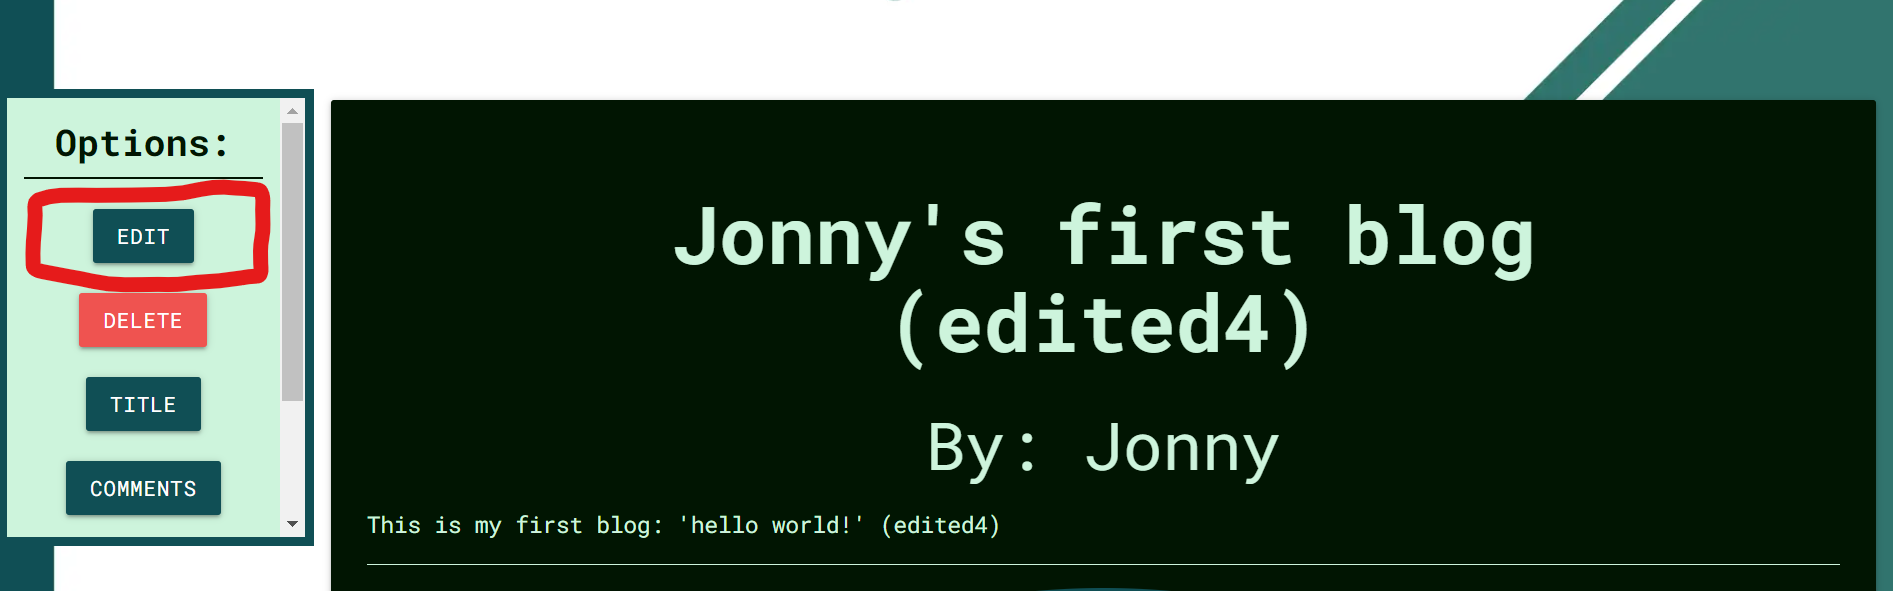 Options:
EDIT
DELETE
TITLE
COMMENTS
Jonny's first blog
(edited4)
By: Jonny
This is my first blog: 'hello world!' (edited4)